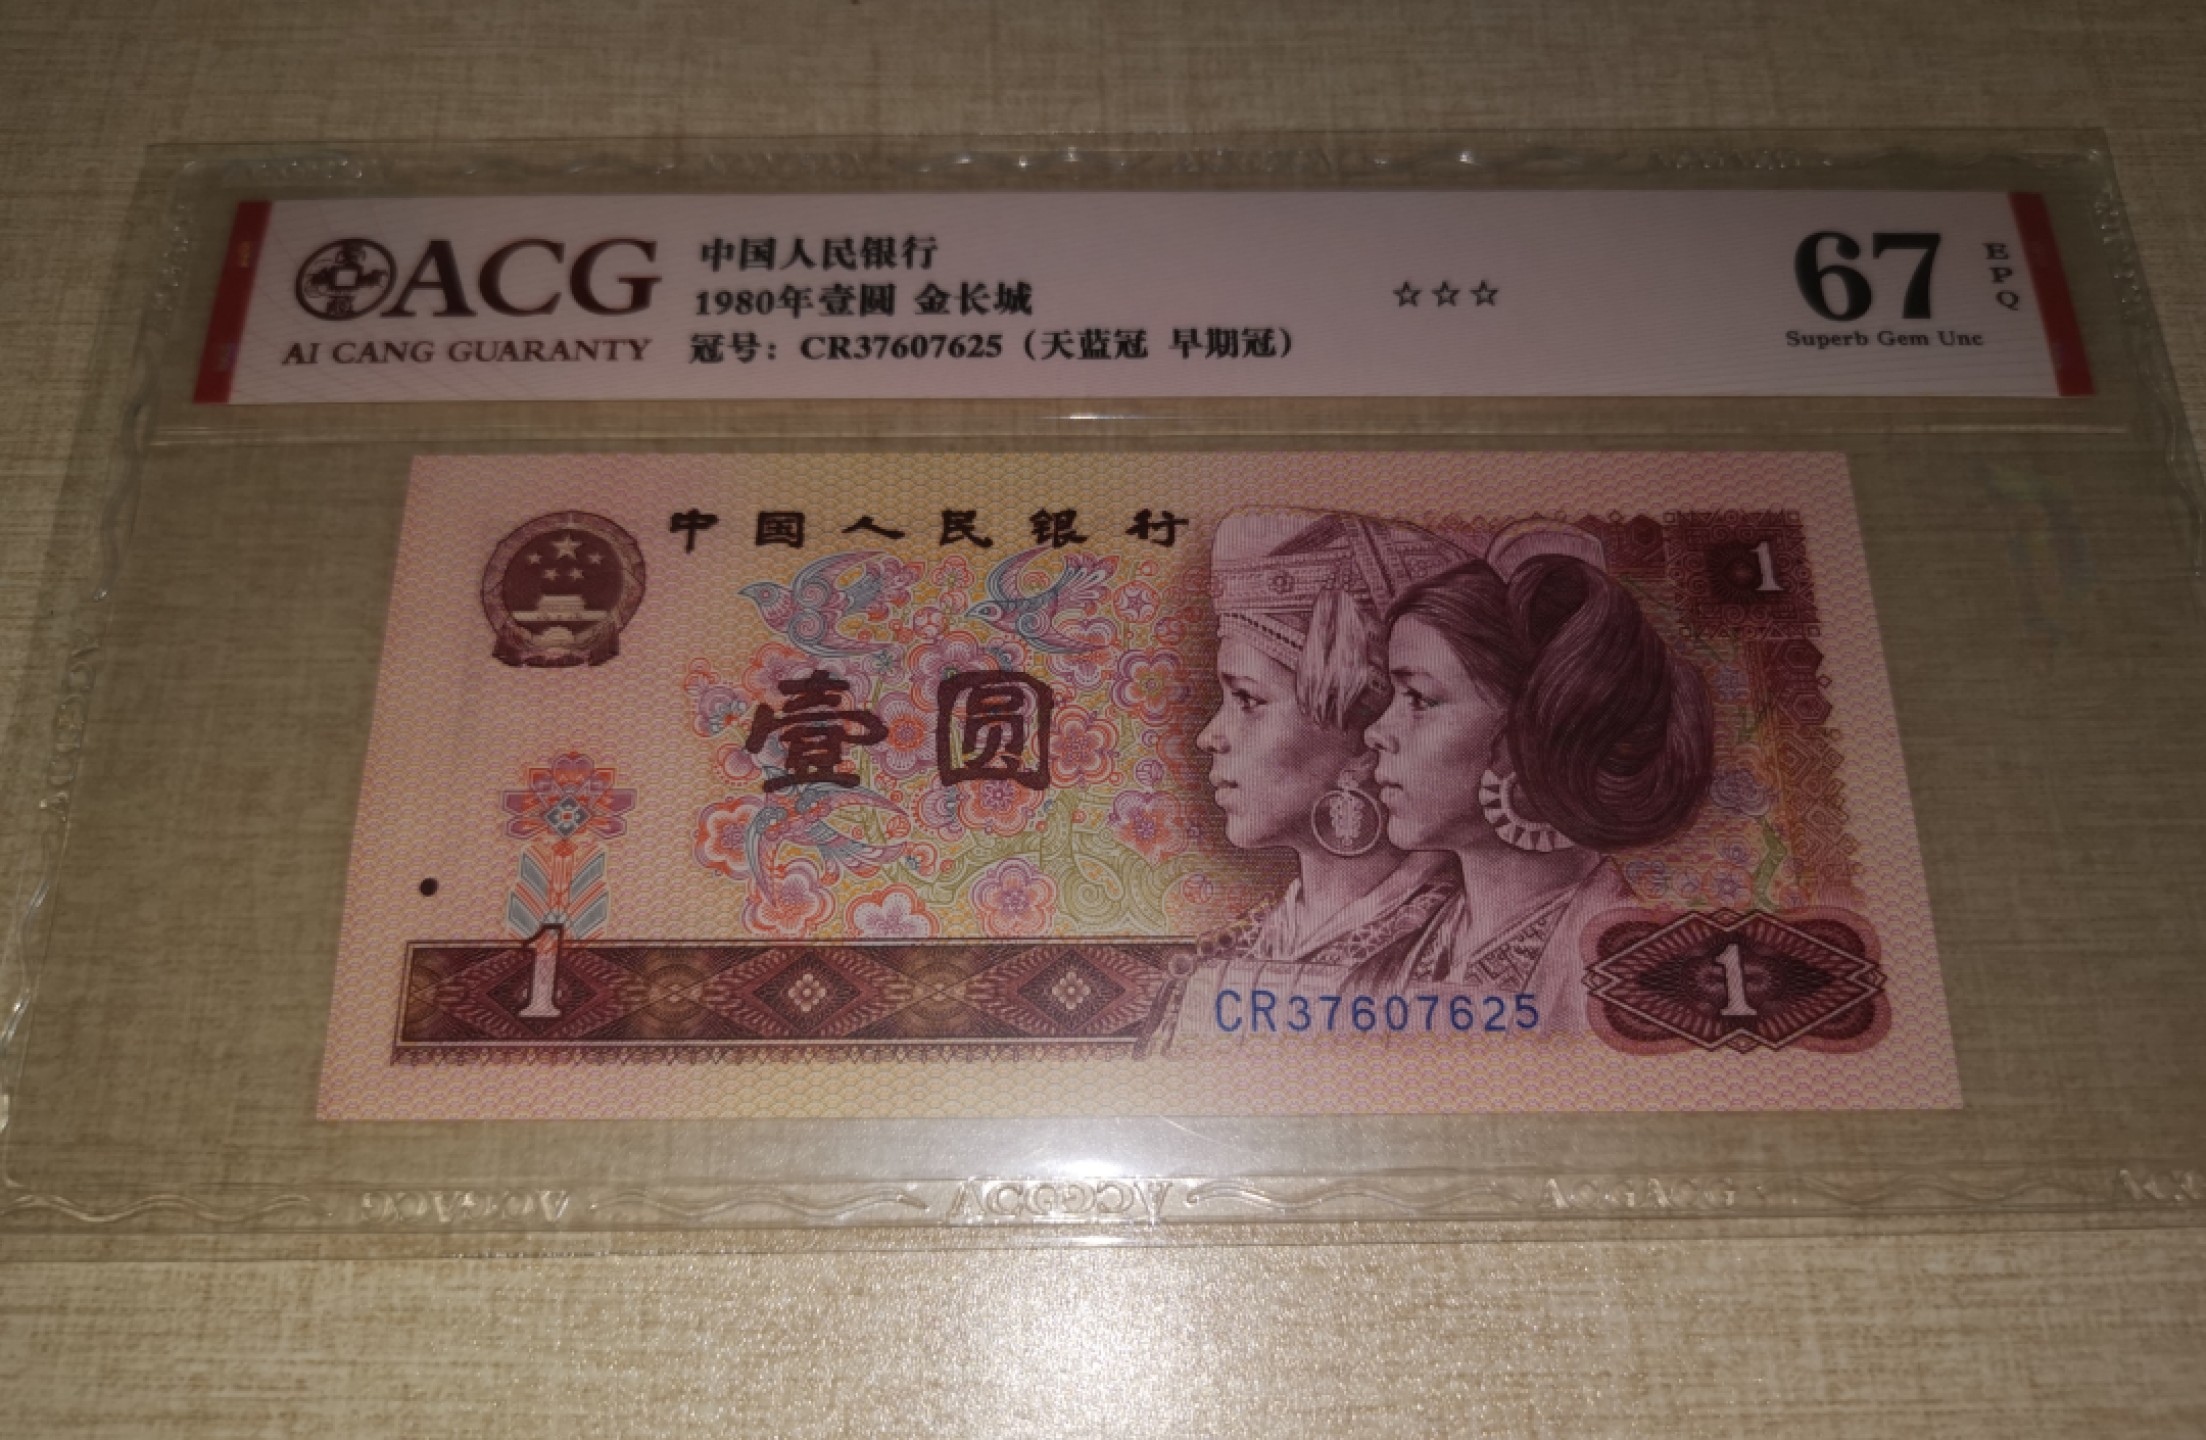 ACG
AI CANG GUARANTY
中国人民银行
1980年壹圆 金长城
冠号：CR37607625（天蓝冠 早期冠）
☆☆☆
67
EPQ
Superb Gem Unc
中国人民银行
1
壹圆
1
CR37607625
1
ACGACG